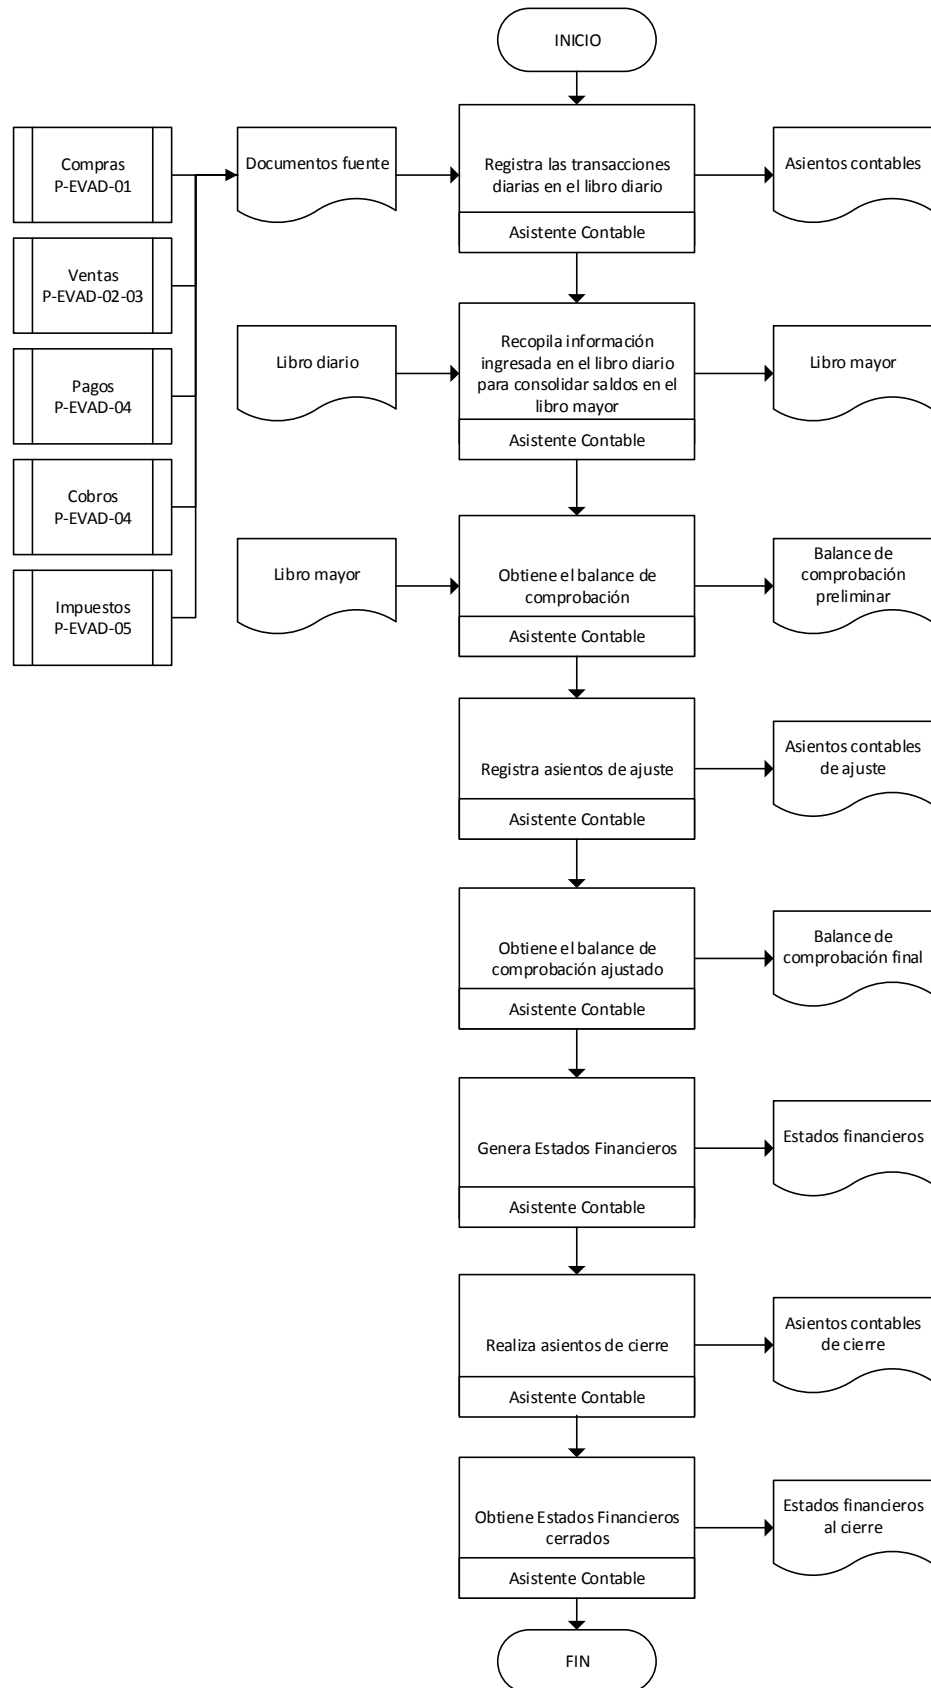 INICIO
Compras
P-EVAD-01
Documentos fuente
Registra las transacciones
diarias en el libro diario
Asistente Contable
Asientos contables
Ventas
P-EVAD-02-03
Pagos
P-EVAD-04
Cobros
P-EVAD-04
Impuestos
P-EVAD-05
Libro diario
Recopila información
ingresada en el libro diario
para consolidar saldos en el
libro mayor
Asistente Contable
Libro mayor
Libro mayor
Obtiene el balance de
comprobación
Asistente Contable
Balance de
comprobación
preliminar
Registra asientos de ajuste
Asistente Contable
Asientos contables
de ajuste
Obtiene el balance de
comprobación ajustado
Asistente Contable
Balance de
comprobación final
Genera Estados Financieros
Asistente Contable
Estados financieros
Realiza asientos de cierre
Asistente Contable
Asientos contables
de cierre
Obtiene Estados Financieros
cerrados
Asistente Contable
Estados financieros
al cierre
FIN